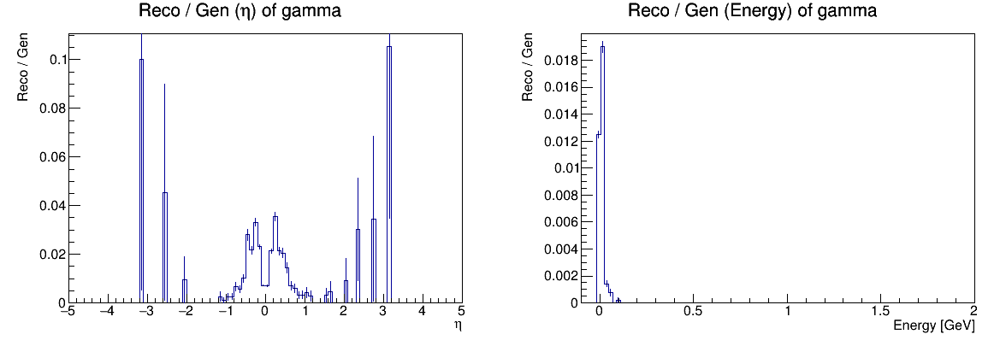 Reco / Gen (η) of gamma
Reco / Gen
0.1
0.08
0.06
0.04
0.02
0
−5 −4 −3 −2 −1 0 1 2 3 4 5
η
Reco / Gen (Energy) of gamma
Reco / Gen
0.018
0.016
0.014
0.012
0.01
0.008
0.006
0.004
0.002
0
0 0.5 1 1.5 2
Energy [GeV]